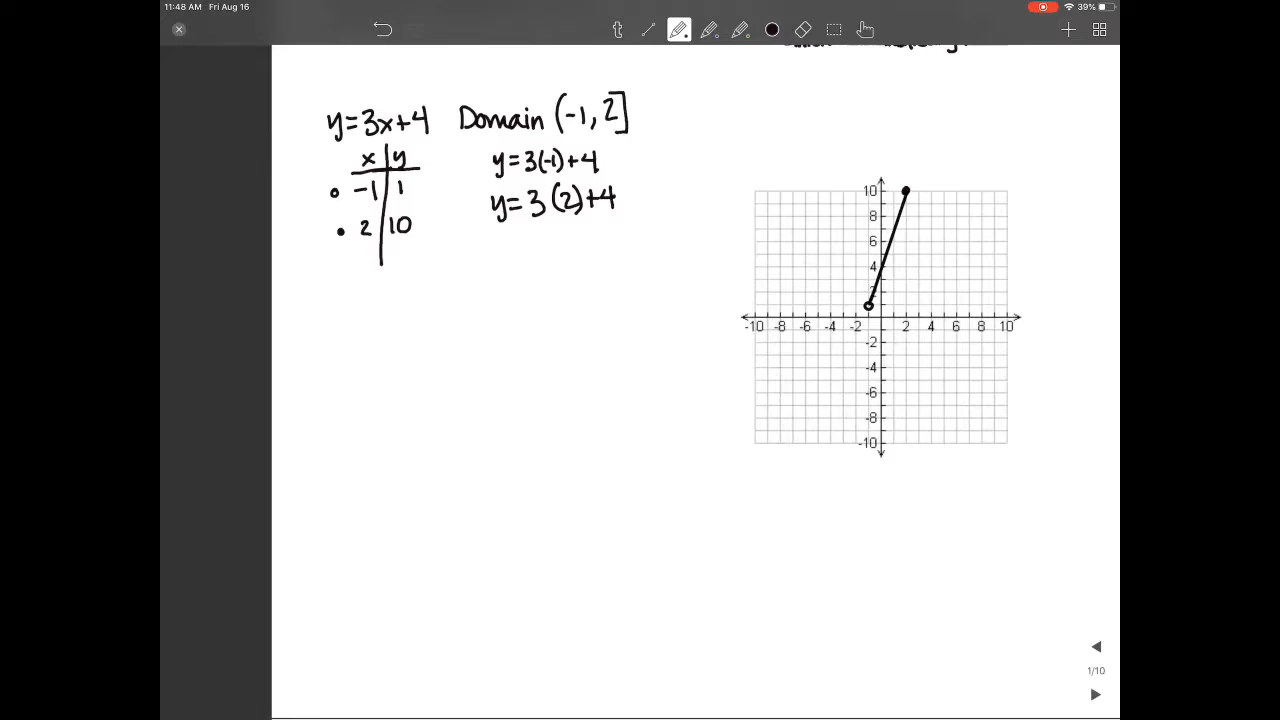 11:48 AM Fri Aug 16
39%
y=3x+4 Domain (-1, 2]
x y
-1 1
2 10
y=3(-1)+4
y=3(2)+4
10
8
6
4
2
-10 -8 -6 -4 -2 2 4 6 8 10
-2
-4
-6
-8
-10
1/10